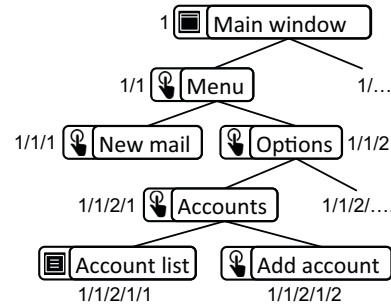 1 Main window
1/1 Menu 1/...
1/1/1 New mail Options 1/1/2
1/1/2/1 Accounts 1/1/2/....
Account list Add account
1/1/2/1/1 1/1/2/1/2